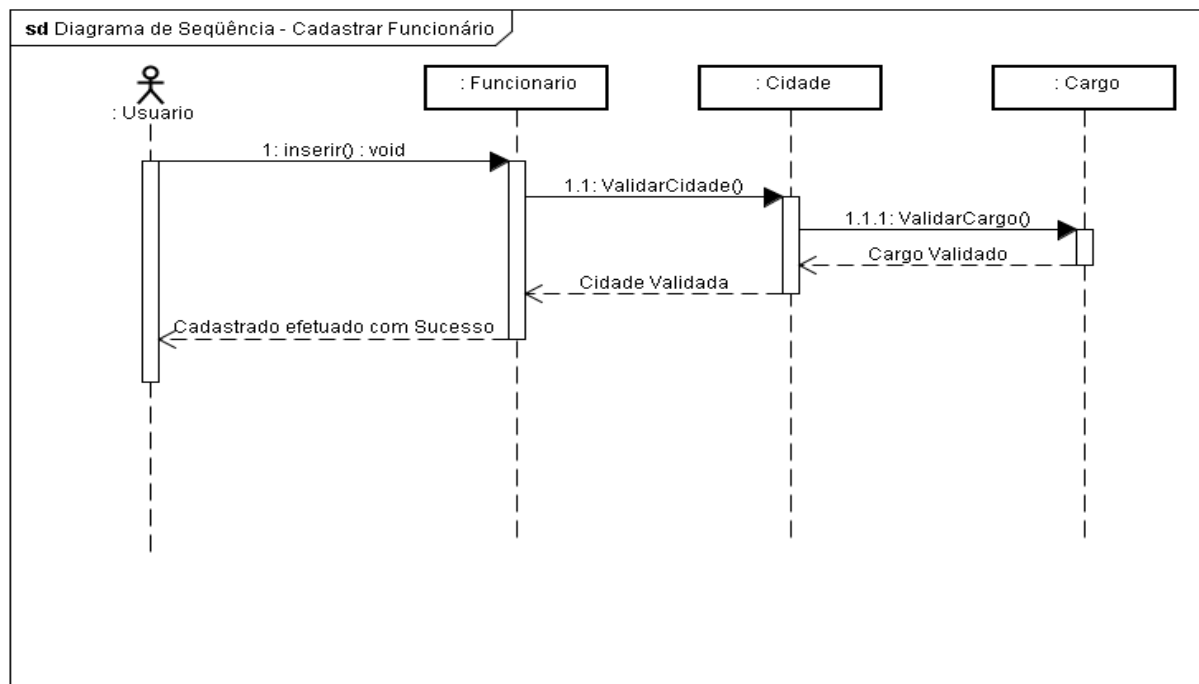 sd Diagrama de Seqüência - Cadastrar Funcionário
: Usuario
: Funcionario
: Cidade
: Cargo
1: inserir() : void
1.1: ValidarCidade()
1.1.1: ValidarCargo()
Cargo Validado
Cidade Validada
Cadastrado efetuado com Sucesso